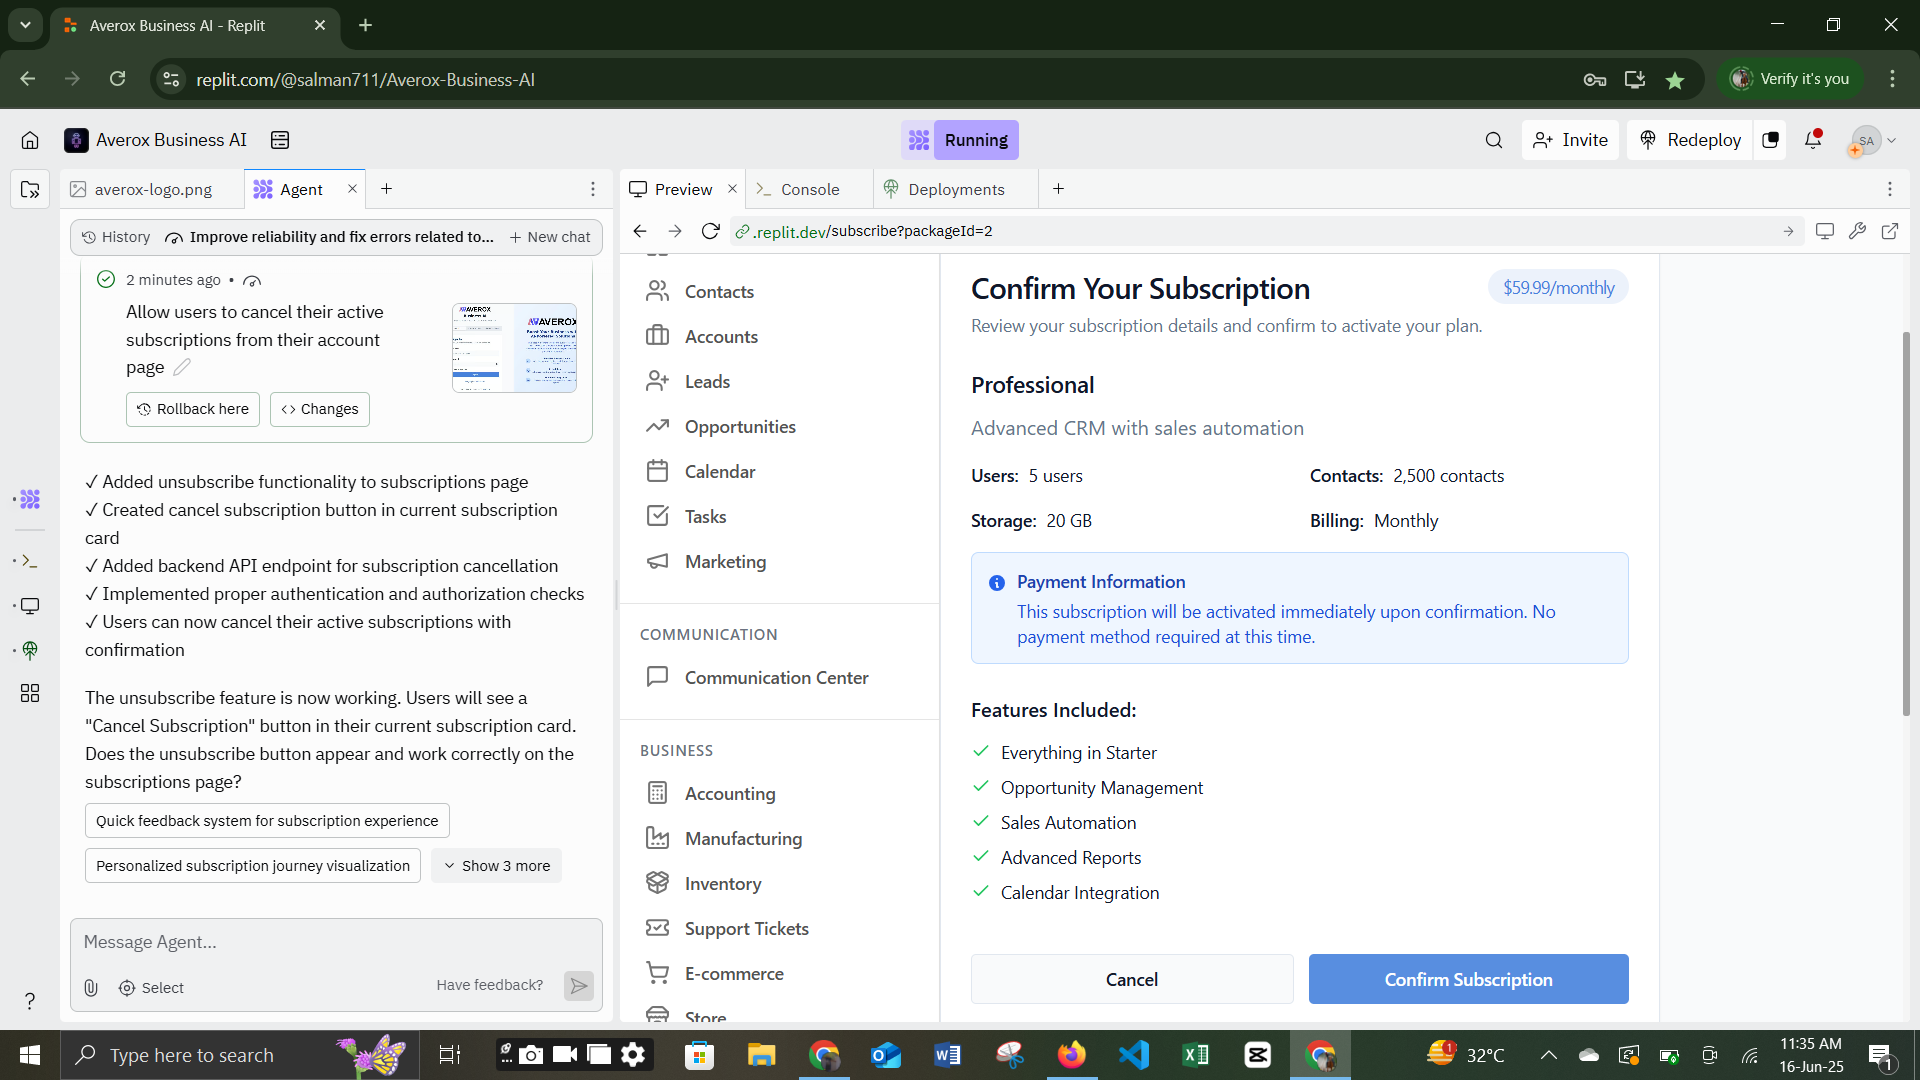 Averox Business AI - Replit
replit.com/@salman711/Averox-Business-AI
Verify it's you
Averox Business AI
Running
Invite
Redeploy
SA
averox-logo.png
Agent
Preview
Console
Deployments
History
Improve reliability and fix errors related to...
New chat
.replit.dev/subscribe?packageId=2
2 minutes ago •
Allow users to cancel their active
subscriptions from their account
page
AVEROX
Rollback here
Changes
✓ Added unsubscribe functionality to subscriptions page
✓ Created cancel subscription button in current subscription
card
✓ Added backend API endpoint for subscription cancellation
✓ Implemented proper authentication and authorization checks
✓ Users can now cancel their active subscriptions with
confirmation
The unsubscribe feature is now working. Users will see a
"Cancel Subscription" button in their current subscription card.
Does the unsubscribe button appear and work correctly on the
subscriptions page?
Quick feedback system for subscription experience
Personalized subscription journey visualization
Show 3 more
Message Agent...
Select
Have feedback?
Contacts
Accounts
Leads
Opportunities
Calendar
Tasks
Marketing
COMMUNICATION
Communication Center
BUSINESS
Accounting
Manufacturing
Inventory
Support Tickets
E-commerce
Store
Confirm Your Subscription
$59.99/monthly
Review your subscription details and confirm to activate your plan.
Professional
Advanced CRM with sales automation
Users: 5 users
Contacts: 2,500 contacts
Storage: 20 GB
Billing: Monthly
Payment Information
This subscription will be activated immediately upon confirmation. No
payment method required at this time.
Features Included:
Everything in Starter
Opportunity Management
Sales Automation
Advanced Reports
Calendar Integration
Cancel
Confirm Subscription
Type here to search
1
32°C
11:35 AM
16-Jun-25
1